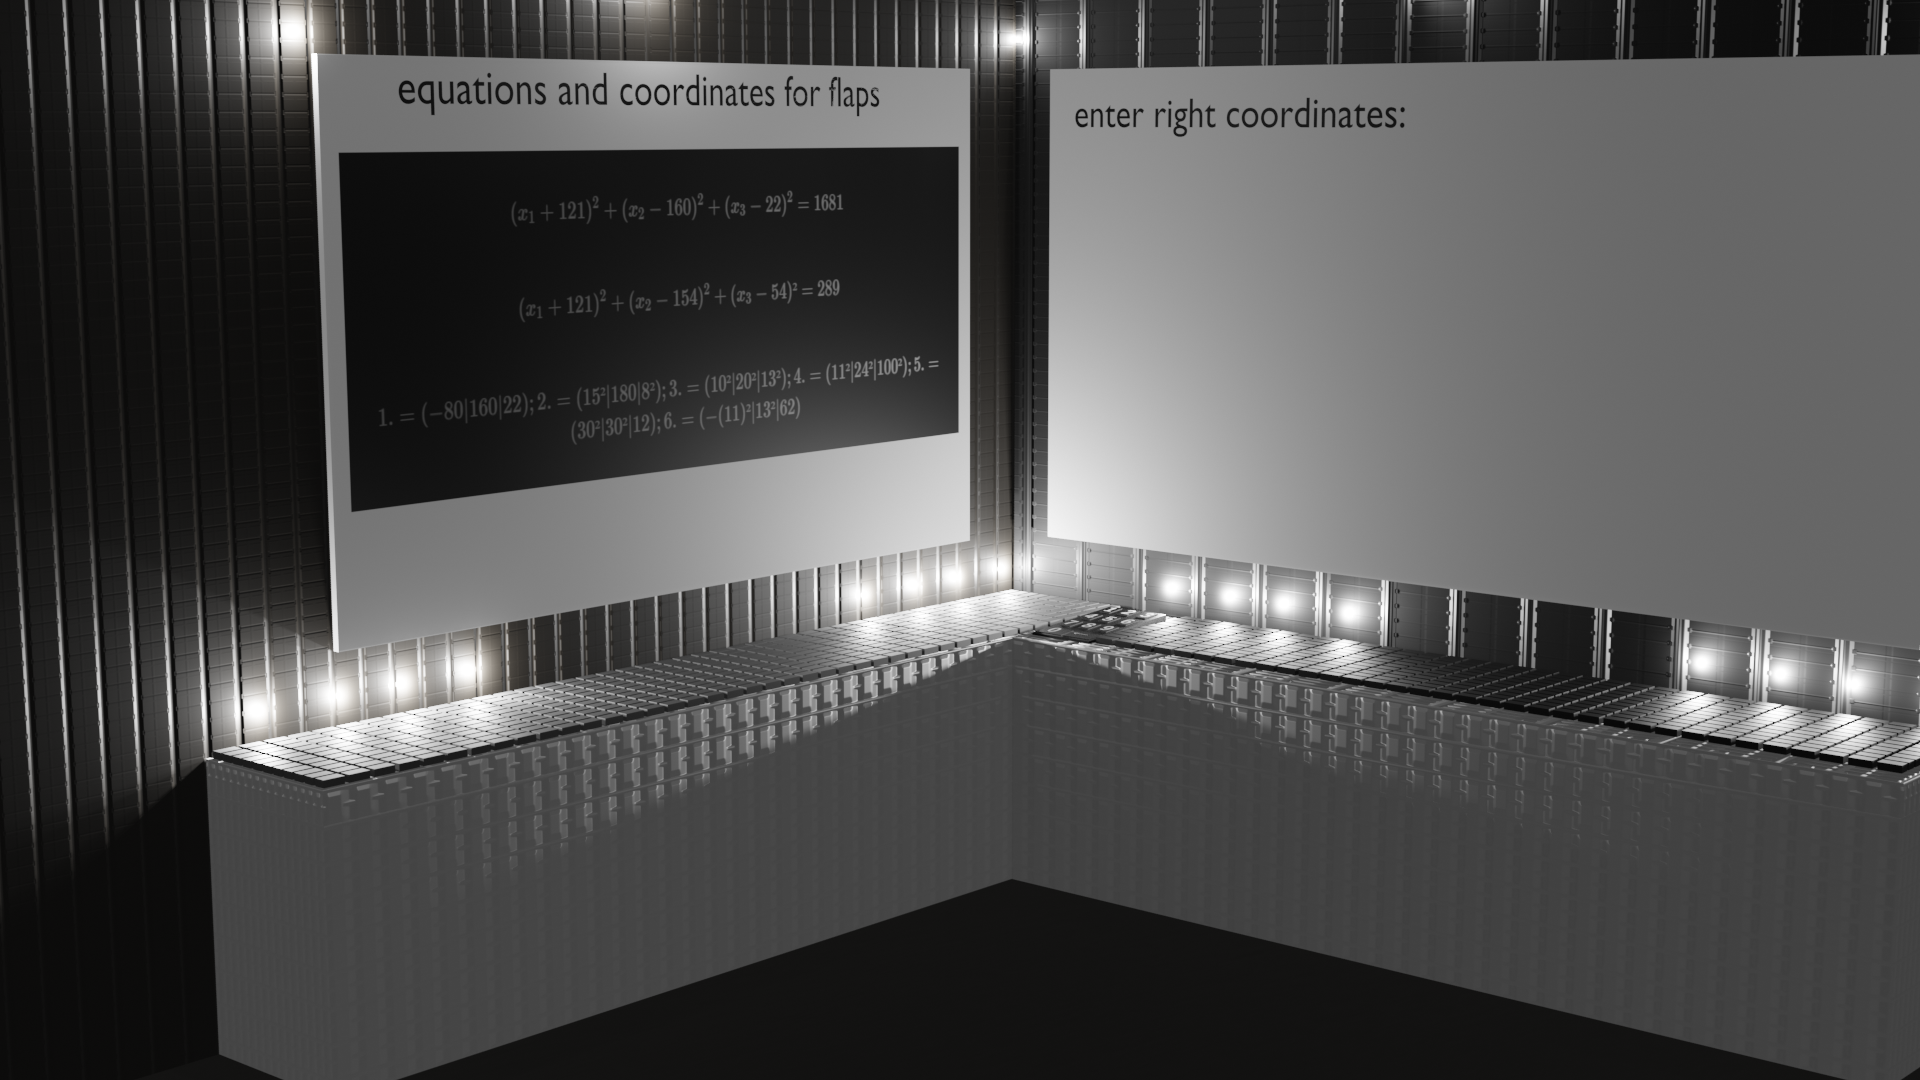 equations and coordinates for flaps
enter right coordinates:
(x₁ + 121)² + (x₂ − 160)² + (x₃ − 22)² = 1681
(x₁ + 121)² + (x₂ − 154)² + (x₃ − 54)² = 289
1. = (−80|160|22); 2. = (15²|180|8²); 3. = (10²|20²|13²); 4. = (11²|24²|100²); 5. =
(30²|30²|12); 6. = (−(11)²|13²|62)